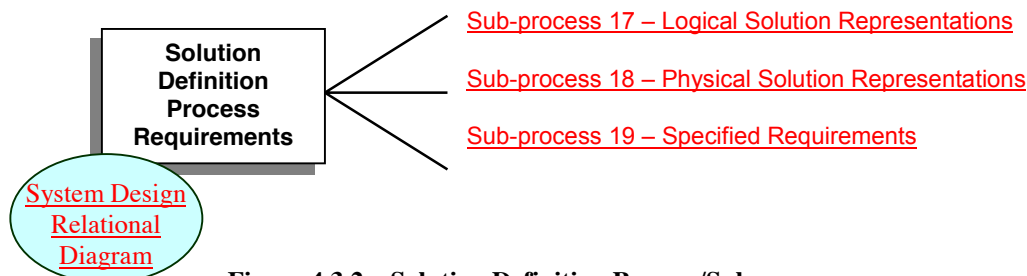 Solution
Definition
Process
Requirements
Sub-process 17 – Logical Solution Representations
Sub-process 18 – Physical Solution Representations
Sub-process 19 – Specified Requirements
System Design
Relational
Diagram